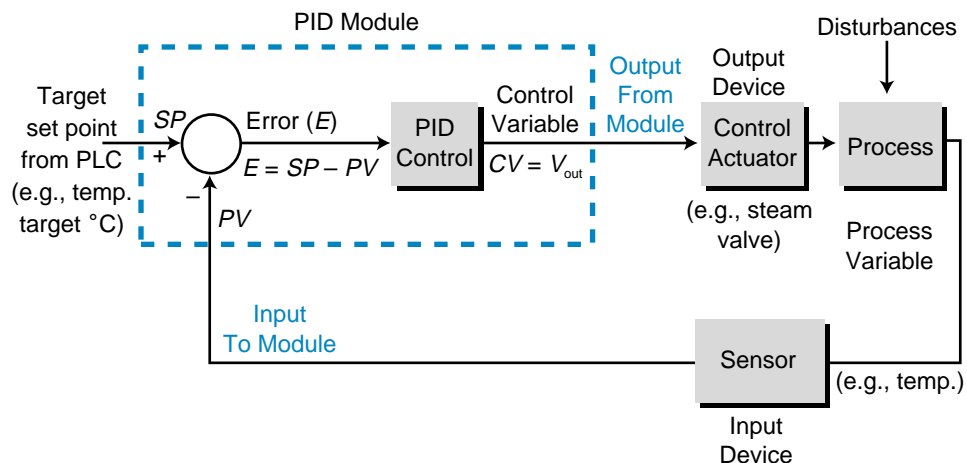 PID Module
Disturbances
Target
set point
from PLC
(e.g., temp.
target °C)
SP
+
−
Error (E)
E = SP − PV
PV
PID
Control
Control
Variable
CV = Vout
Output
From
Module
Output
Device
Control
Actuator
(e.g., steam
valve)
Process
Process
Variable
Input
To Module
Sensor
(e.g., temp.)
Input
Device